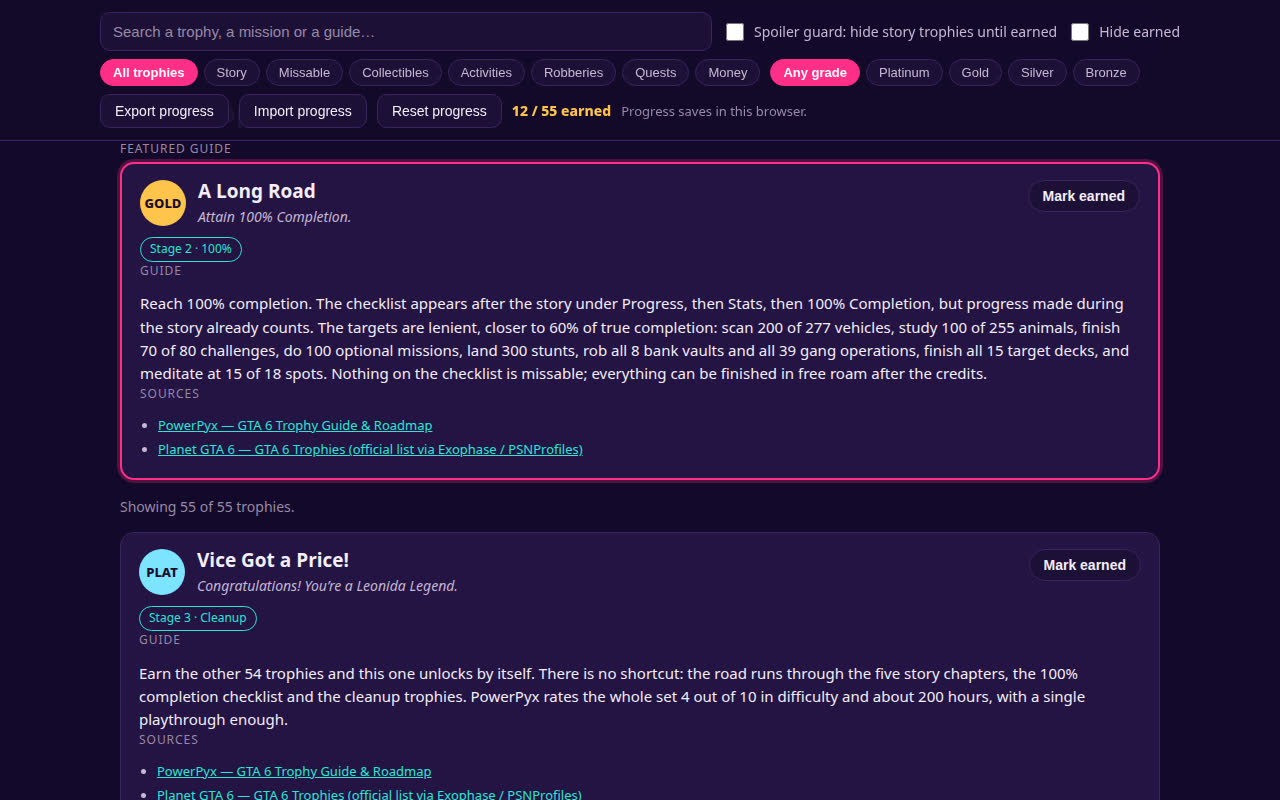 Search a trophy, a mission or a guide…
Spoiler guard: hide story trophies until earned
Hide earned
All trophies
Story
Missable
Collectibles
Activities
Robberies
Quests
Money
Any grade
Platinum
Gold
Silver
Bronze
Export progress
Import progress
Reset progress
12 / 55 earned
Progress saves in this browser.
FEATURED GUIDE
GOLD
A Long Road
Attain 100% Completion.
Mark earned
Stage 2 · 100%
GUIDE
Reach 100% completion. The checklist appears after the story under Progress, then Stats, then 100% Completion, but progress made during
the story already counts. The targets are lenient, closer to 60% of true completion: scan 200 of 277 vehicles, study 100 of 255 animals, finish
70 of 80 challenges, do 100 optional missions, land 300 stunts, rob all 8 bank vaults and all 39 gang operations, finish all 15 target decks, and
meditate at 15 of 18 spots. Nothing on the checklist is missable; everything can be finished in free roam after the credits.
SOURCES
• PowerPyx — GTA 6 Trophy Guide & Roadmap
• Planet GTA 6 — GTA 6 Trophies (official list via Exophase / PSNProfiles)
Showing 55 of 55 trophies.
PLAT
Vice Got a Price!
Congratulations! You’re a Leonida Legend.
Mark earned
Stage 3 · Cleanup
GUIDE
Earn the other 54 trophies and this one unlocks by itself. There is no shortcut: the road runs through the five story chapters, the 100%
completion checklist and the cleanup trophies. PowerPyx rates the whole set 4 out of 10 in difficulty and about 200 hours, with a single
playthrough enough.
SOURCES
• PowerPyx — GTA 6 Trophy Guide & Roadmap
• Planet GTA 6 — GTA 6 Trophies (official list via Exophase / PSNProfiles)